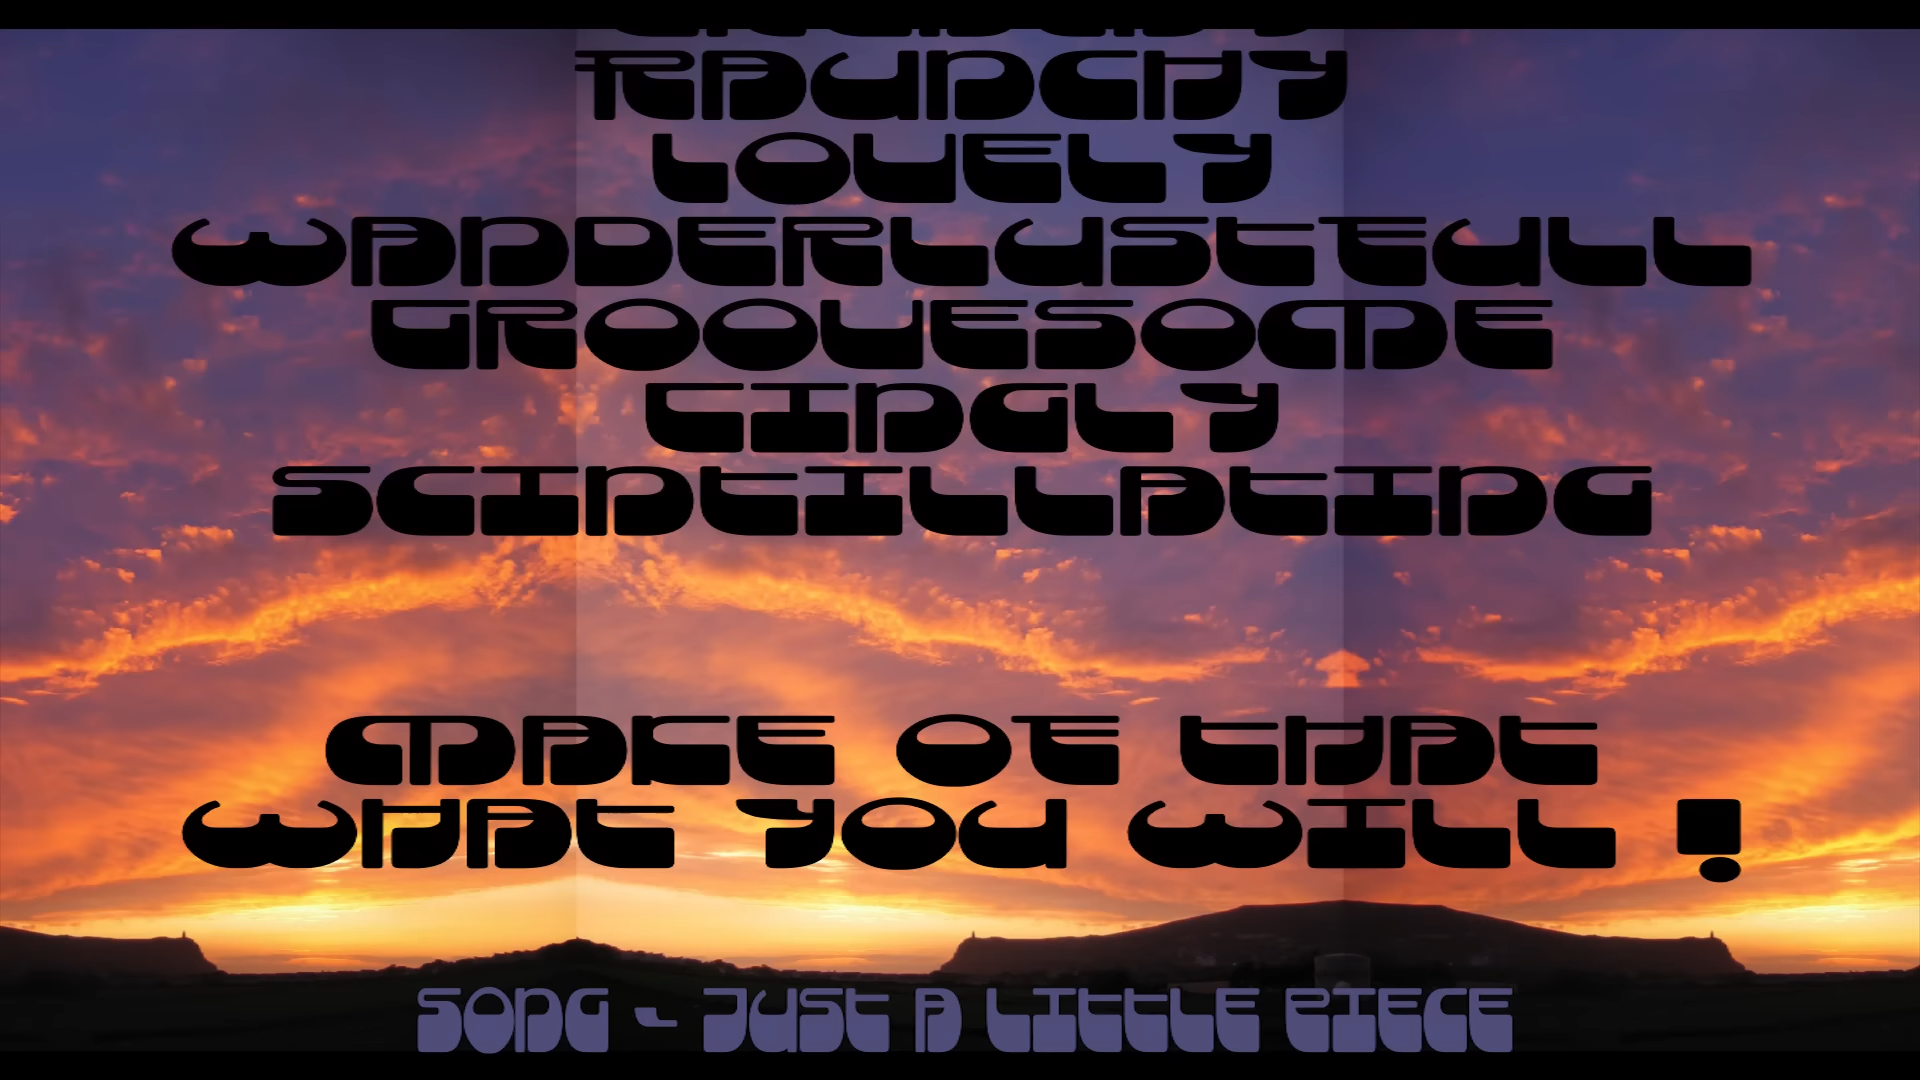 RAUNCHY
LOVELY
WANDERLUSTFULL
GROOVESOME
TINGLY
SCINTILLATING
MAKE OF THAT
WHAT YOU WILL !
SONG - JUST A LITTLE PIECE